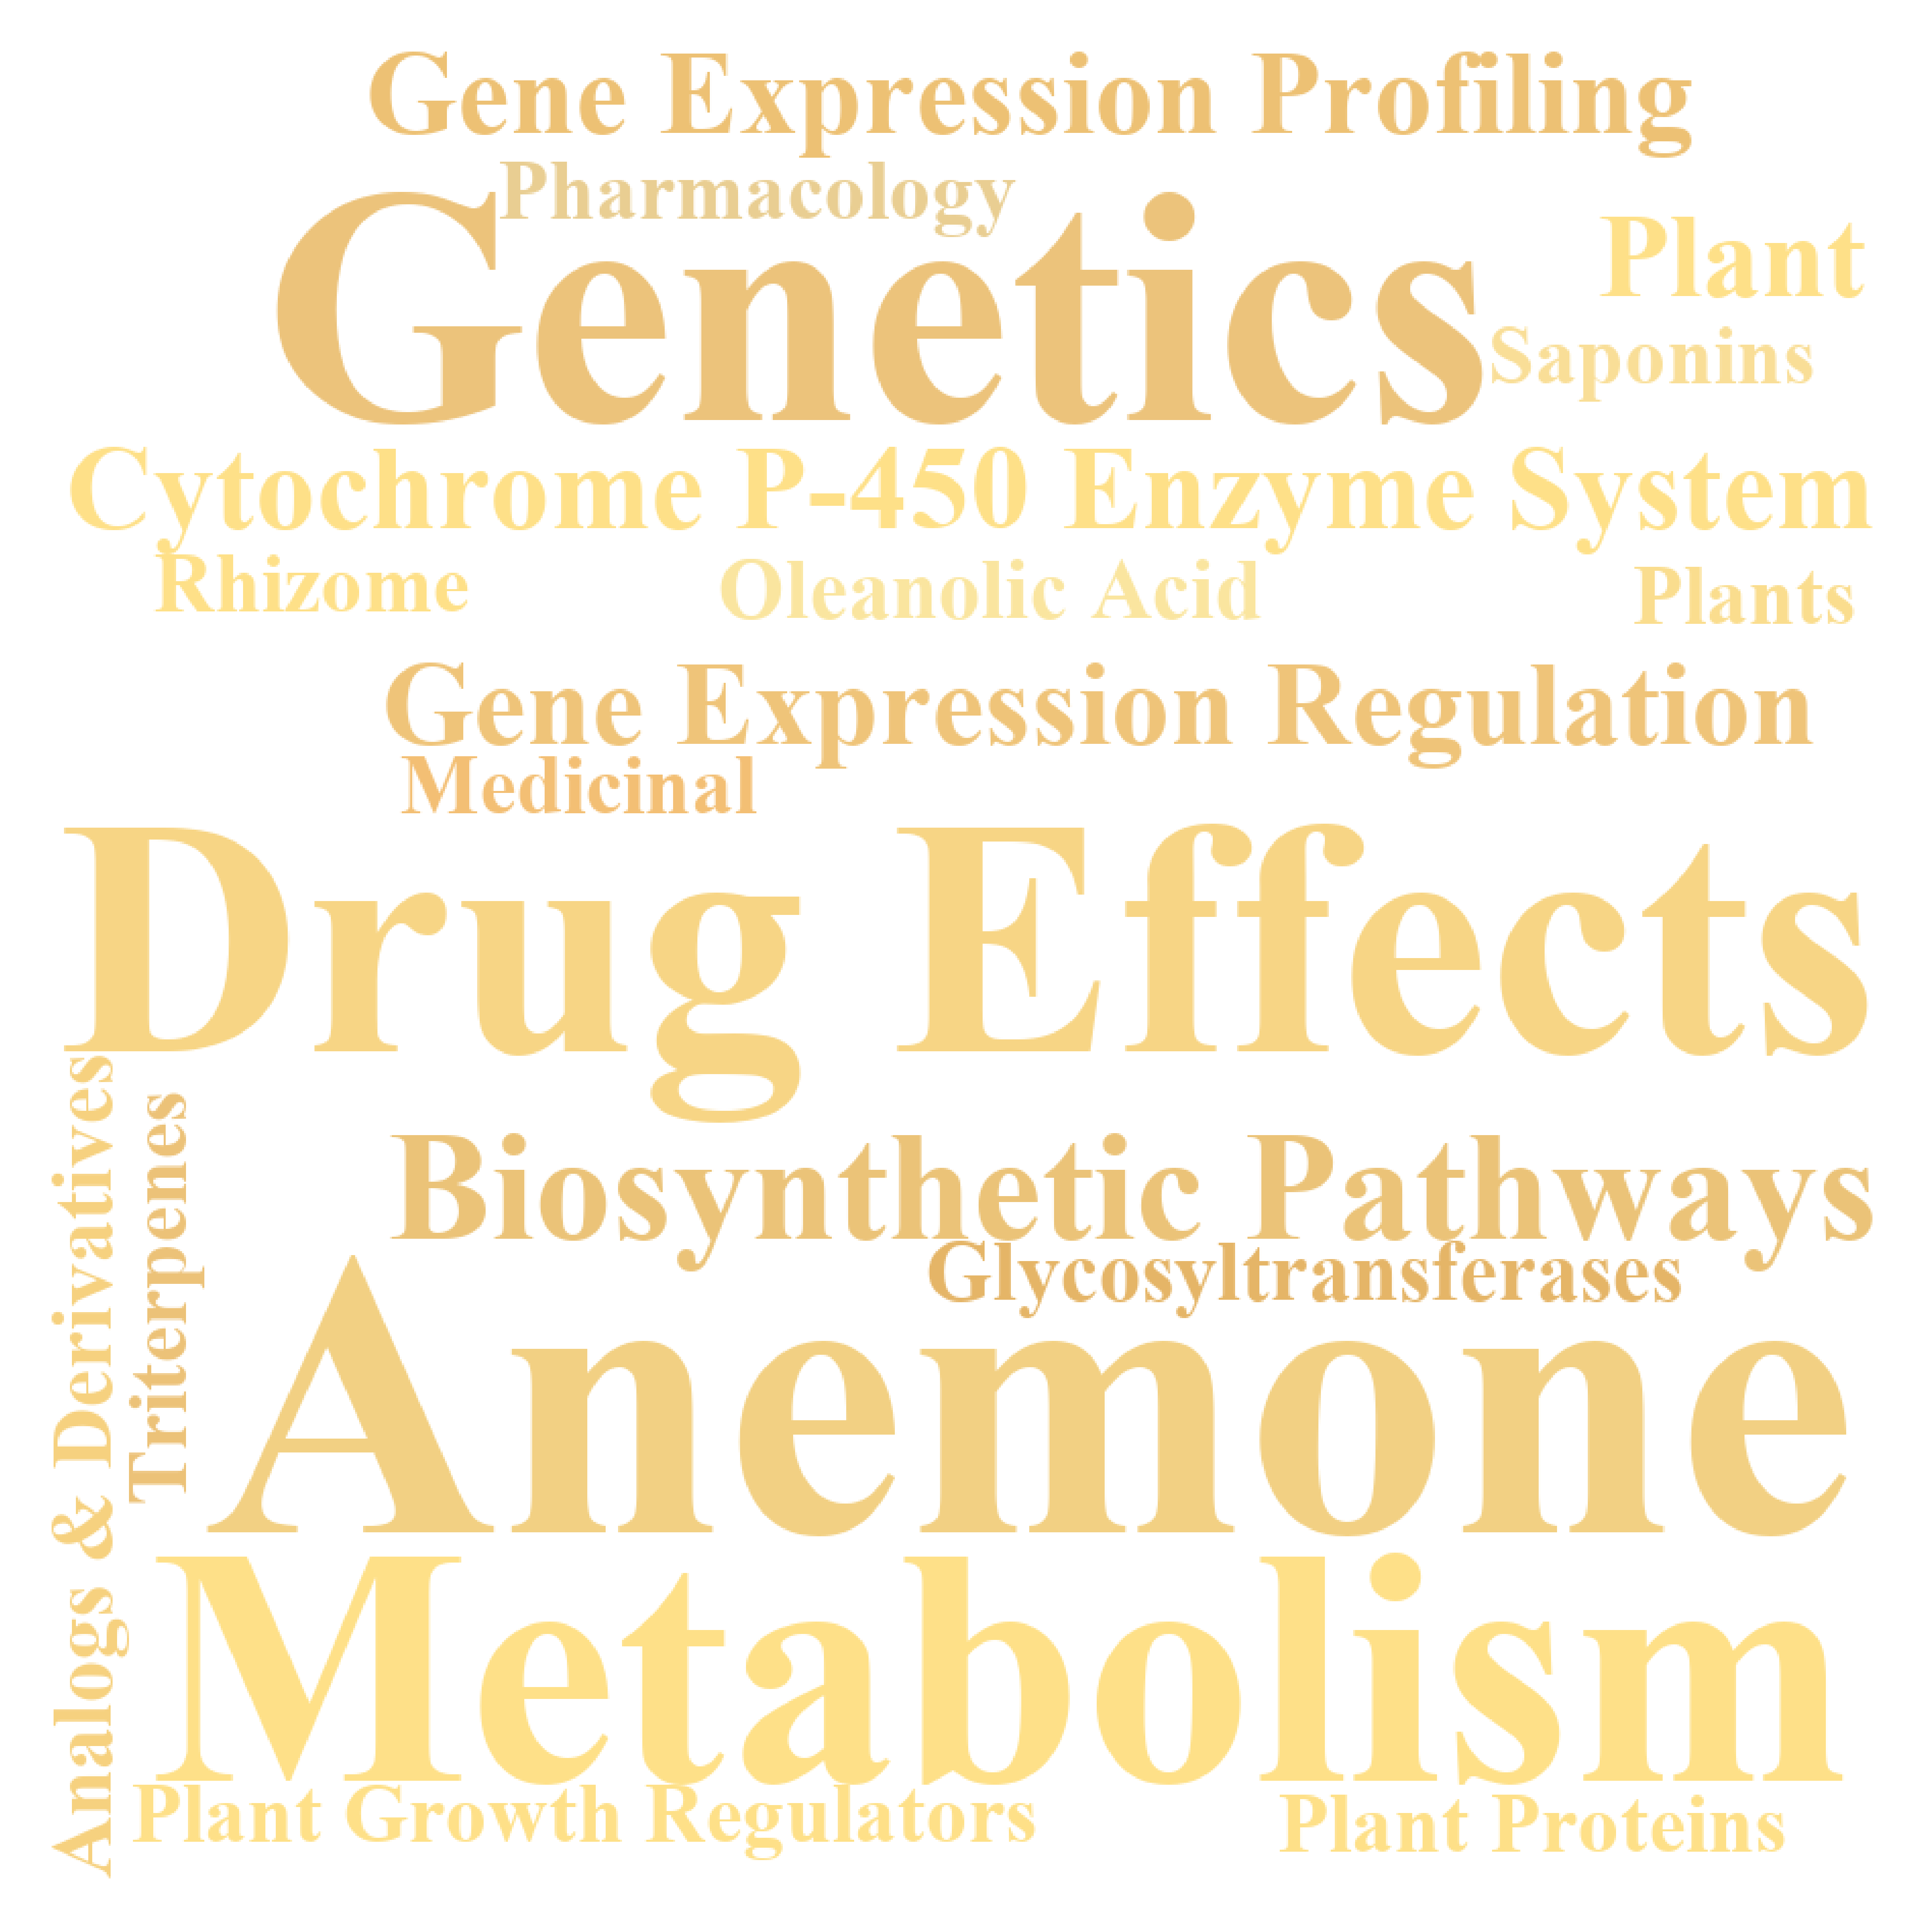 Gene Expression Profiling
Pharmacology
Genetics
Plant
Saponins
Cytochrome P-450 Enzyme System
Rhizome
Oleanolic Acid
Plants
Gene Expression Regulation
Medicinal
Drug Effects
Analogs & Derivatives
Triterpenes
Biosynthetic Pathways
Glycosyltransferases
Anemone
Metabolism
Plant Growth Regulators
Plant Proteins